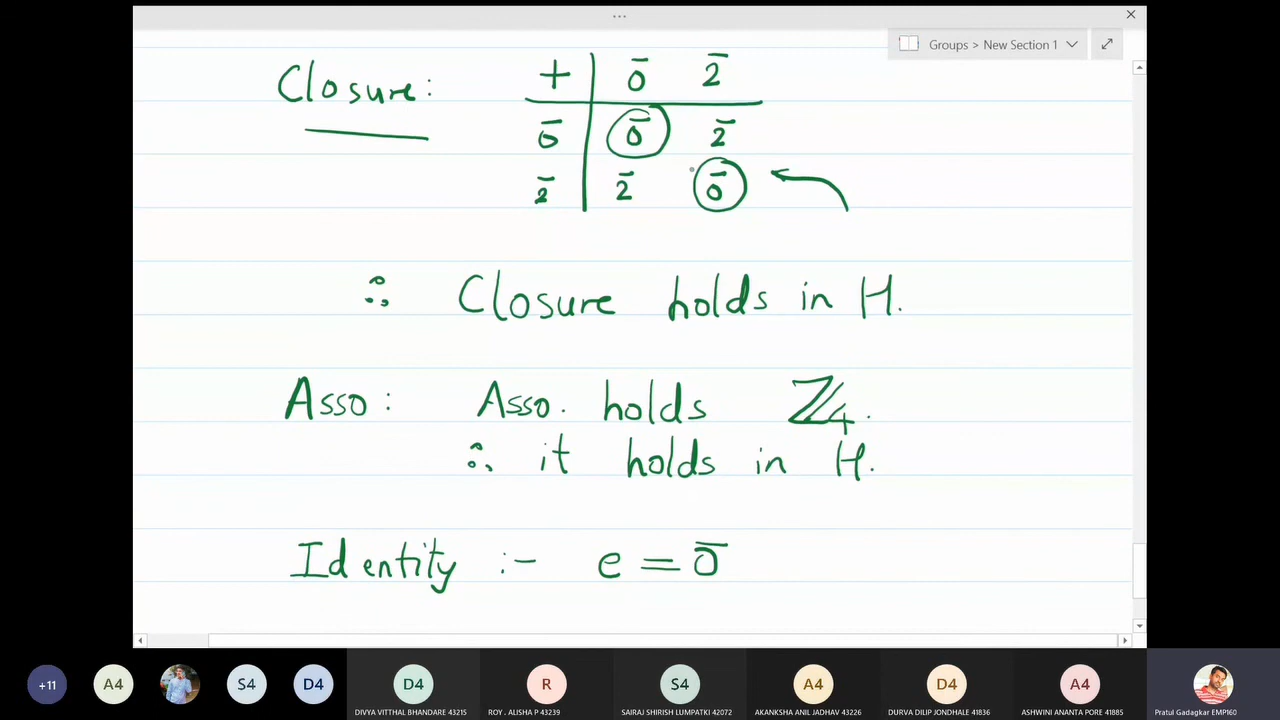 Groups > New Section 1
Closure: + | 0̄ 2̄
0̄ | 0̄ 2̄
2̄ | 2̄ 0̄
∴ Closure holds in H.
Asso: Asso. holds ℤ₄.
∴ it holds in H.
Identity :- e = 0̄
+11 A4 S4 D4 D4 R S4 A4 D4 A4
DIVYA VITTHAL BHANDARE 43215 ROY . ALISHA P 43239 SAIRAJ SHIRISH LUMPATKI 42072 AKANKSHA ANIL JADHAV 43226 DURVA DILIP JONDHALE 41836 ASHWINI ANANTA PORE 41885 Pratul Gadagkar EMP160